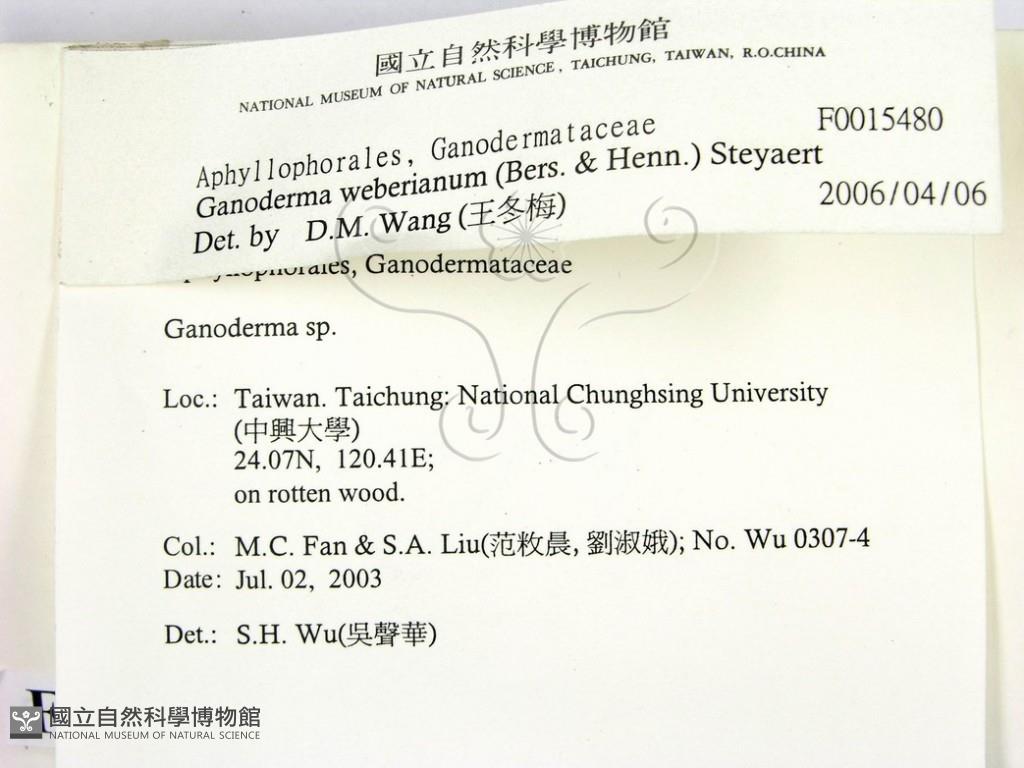 國立自然科學博物館
NATIONAL MUSEUM OF NATURAL SCIENCE, TAICHUNG, TAIWAN, R.O.CHINA
F0015480
Aphyllophorales, Ganodermataceae
Ganoderma weberianum (Bers. & Henn.) Steyaert
2006/04/06
Det. by D.M. Wang (王冬梅)
Aphyllophorales, Ganodermataceae
Ganoderma sp.
Loc.: Taiwan. Taichung: National Chunghsing University
(中興大學)
24.07N, 120.41E;
on rotten wood.
Col.: M.C. Fan & S.A. Liu(范敉晨, 劉淑娥); No. Wu 0307-4
Date: Jul. 02, 2003
Det.: S.H. Wu(吳聲華)
F
國立自然科學博物館
NATIONAL MUSEUM OF NATURAL SCIENCE